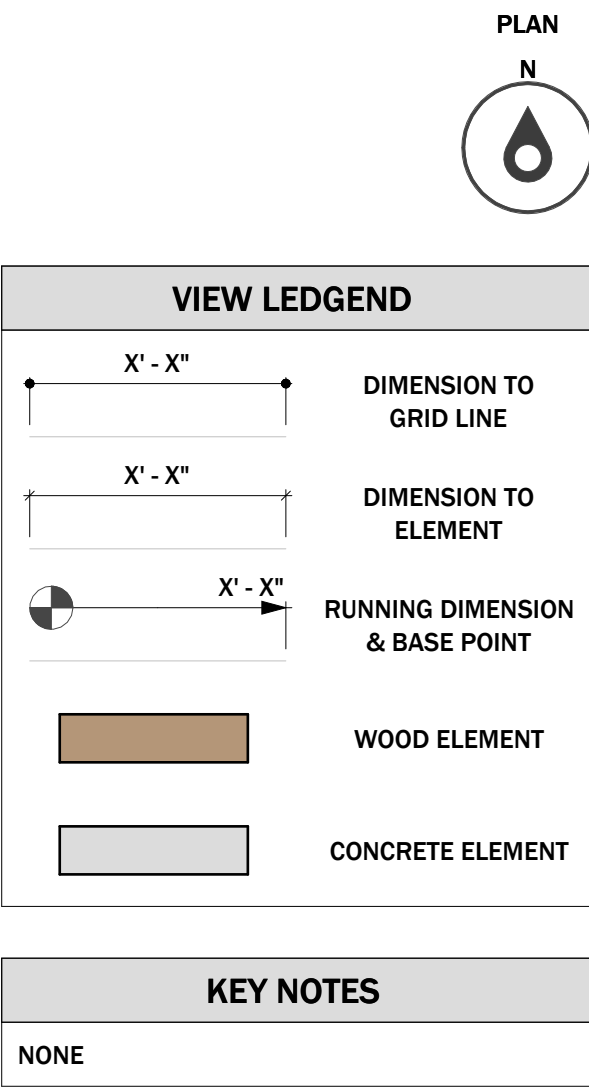 PLAN
N
VIEW LEDGEND
X' - X"
DIMENSION TO
GRID LINE
X' - X"
DIMENSION TO
ELEMENT
X' - X"
RUNNING DIMENSION
& BASE POINT
WOOD ELEMENT
CONCRETE ELEMENT
KEY NOTES
NONE